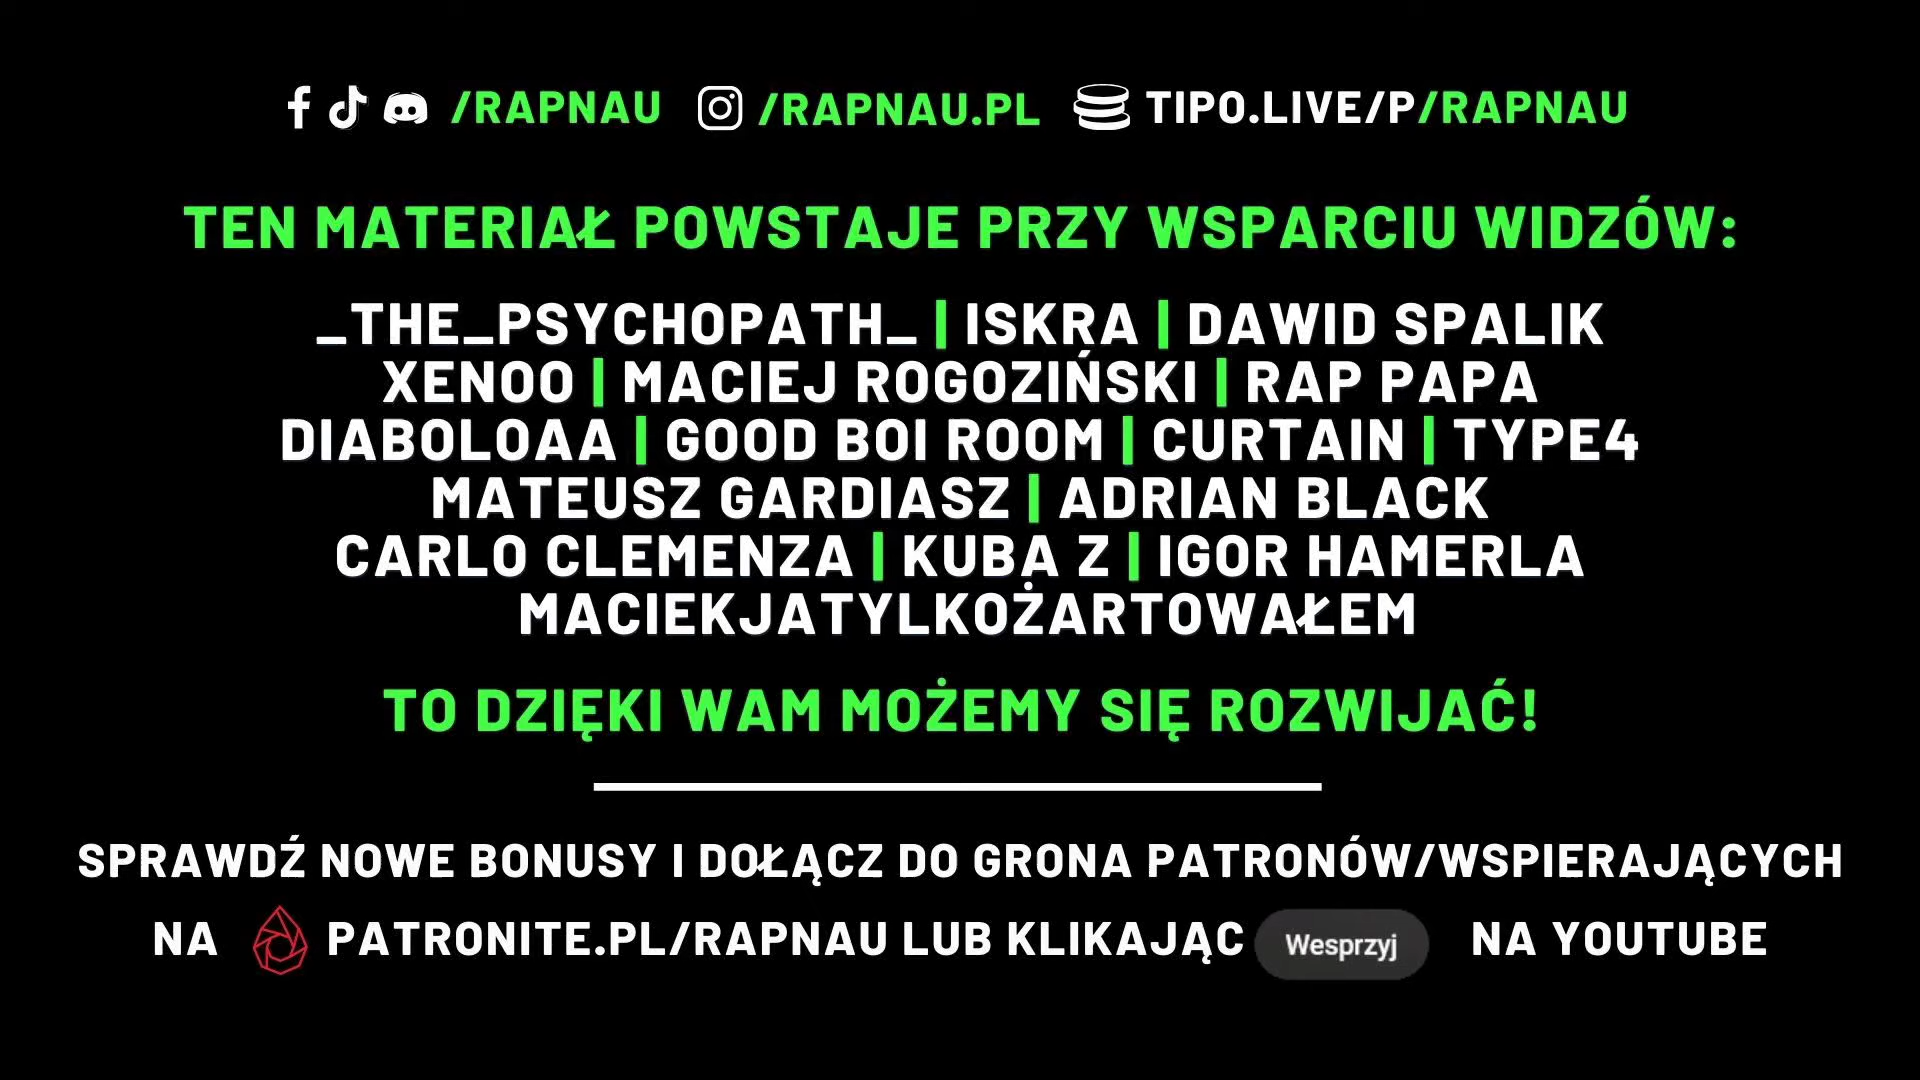 /RAPNAU /RAPNAU.PL TIPO.LIVE/P/RAPNAU
TEN MATERIAŁ POWSTAJE PRZY WSPARCIU WIDZÓW:
_THE_PSYCHOPATH_ | ISKRA | DAWID SPALIK
XENOO | MACIEJ ROGOZIŃSKI | RAP PAPA
DIABOLOAA | GOOD BOI ROOM | CURTAIN | TYPE4
MATEUSZ GARDIASZ | ADRIAN BLACK
CARLO CLEMENZA | KUBA Z | IGOR HAMERLA
MACIEKJATYLKOŻARTOWAŁEM
TO DZIĘKI WAM MOŻEMY SIĘ ROZWIJAĆ!
SPRAWDŹ NOWE BONUSY I DOŁĄCZ DO GRONA PATRONÓW/WSPIERAJĄCYCH
NA PATRONITE.PL/RAPNAU LUB KLIKAJĄC Wesprzyj NA YOUTUBE